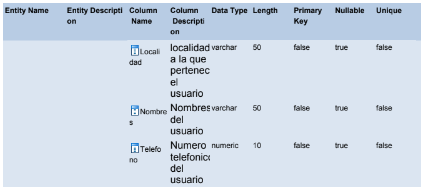 Entity Name Entity Descripti Column Column Data Type Length Primary Nullable Unique
on Name Descripti Key
on
Locali localidad varchar 50 false true false
dad a la que
pertenec
el
usuario
Nombre Nombres varchar 50 false true false
s del
usuario
Telefo Numero numeric 10 false true false
no telefonico
del
usuario